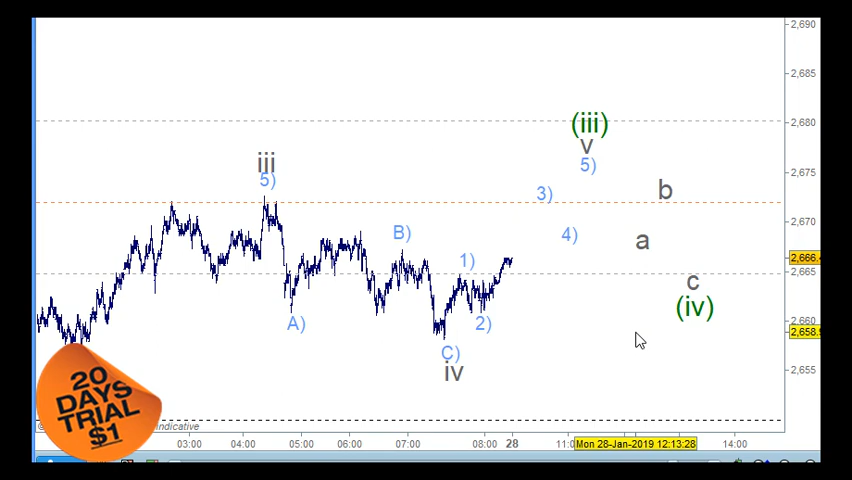 2,690
2,685
(iii)
2,680
v
iii
5)
5)
2,675
3)
b
2,670
B)
4)
a
1)
2,666.
2,665
c
(iv)
A)
2)
2,660
2,658.
C)
iv
2,655
20
DAYS
TRIAL
$1
Indicative
03:00 04:00 05:00 06:00 07:00 08:00 28 Mon 28-Jan-2019 12:13:28 14:00